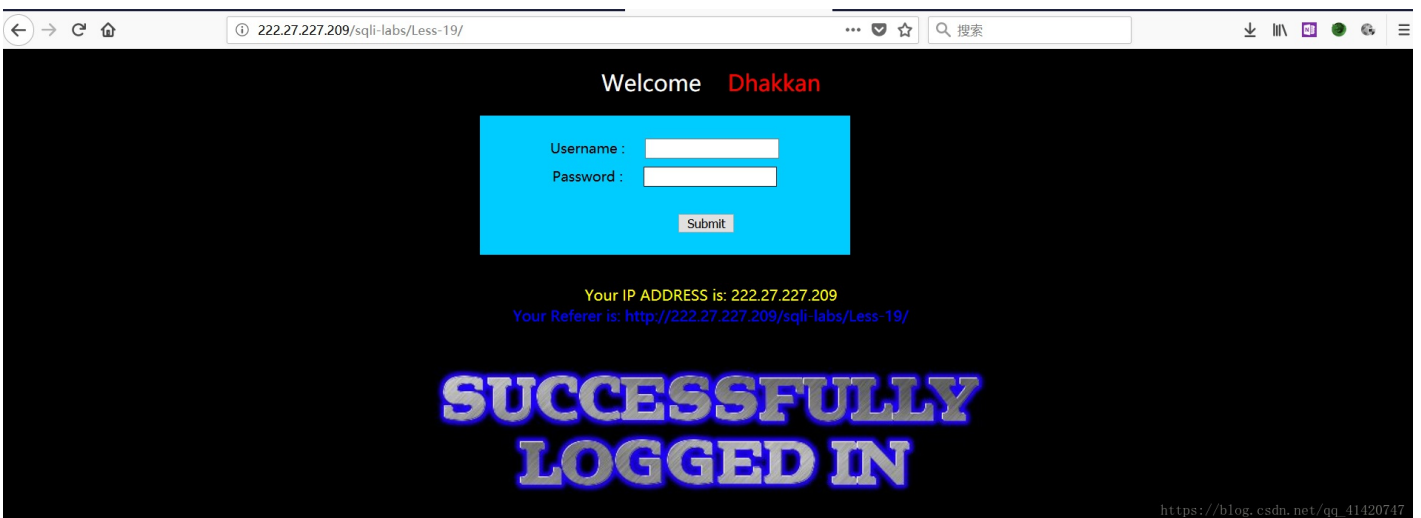 222.27.227.209/sqli-labs/Less-19/
搜索
Welcome Dhakkan
Username :
Password :
Submit
Your IP ADDRESS is: 222.27.227.209
Your Referer is: http://222.27.227.209/sqli-labs/Less-19/
SUCCESSFULLY
LOGGED IN
https://blog.csdn.net/qq_41420747